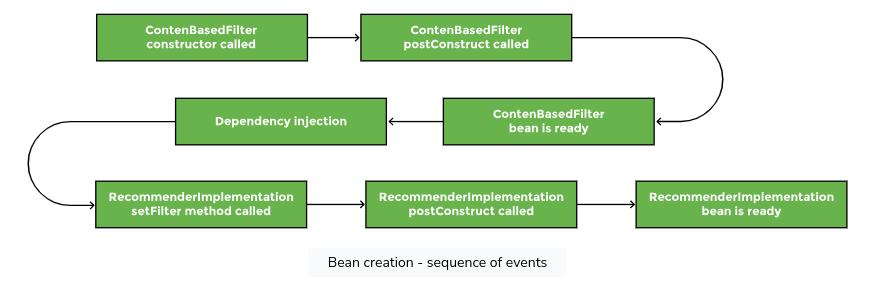 ContenBasedFilter
constructor called
ContenBasedFilter
postConstruct called
ContenBasedFilter
bean is ready
Dependency injection
RecommenderImplementation
setFilter method called
RecommenderImplementation
postConstruct called
RecommenderImplementation
bean is ready
Bean creation - sequence of events